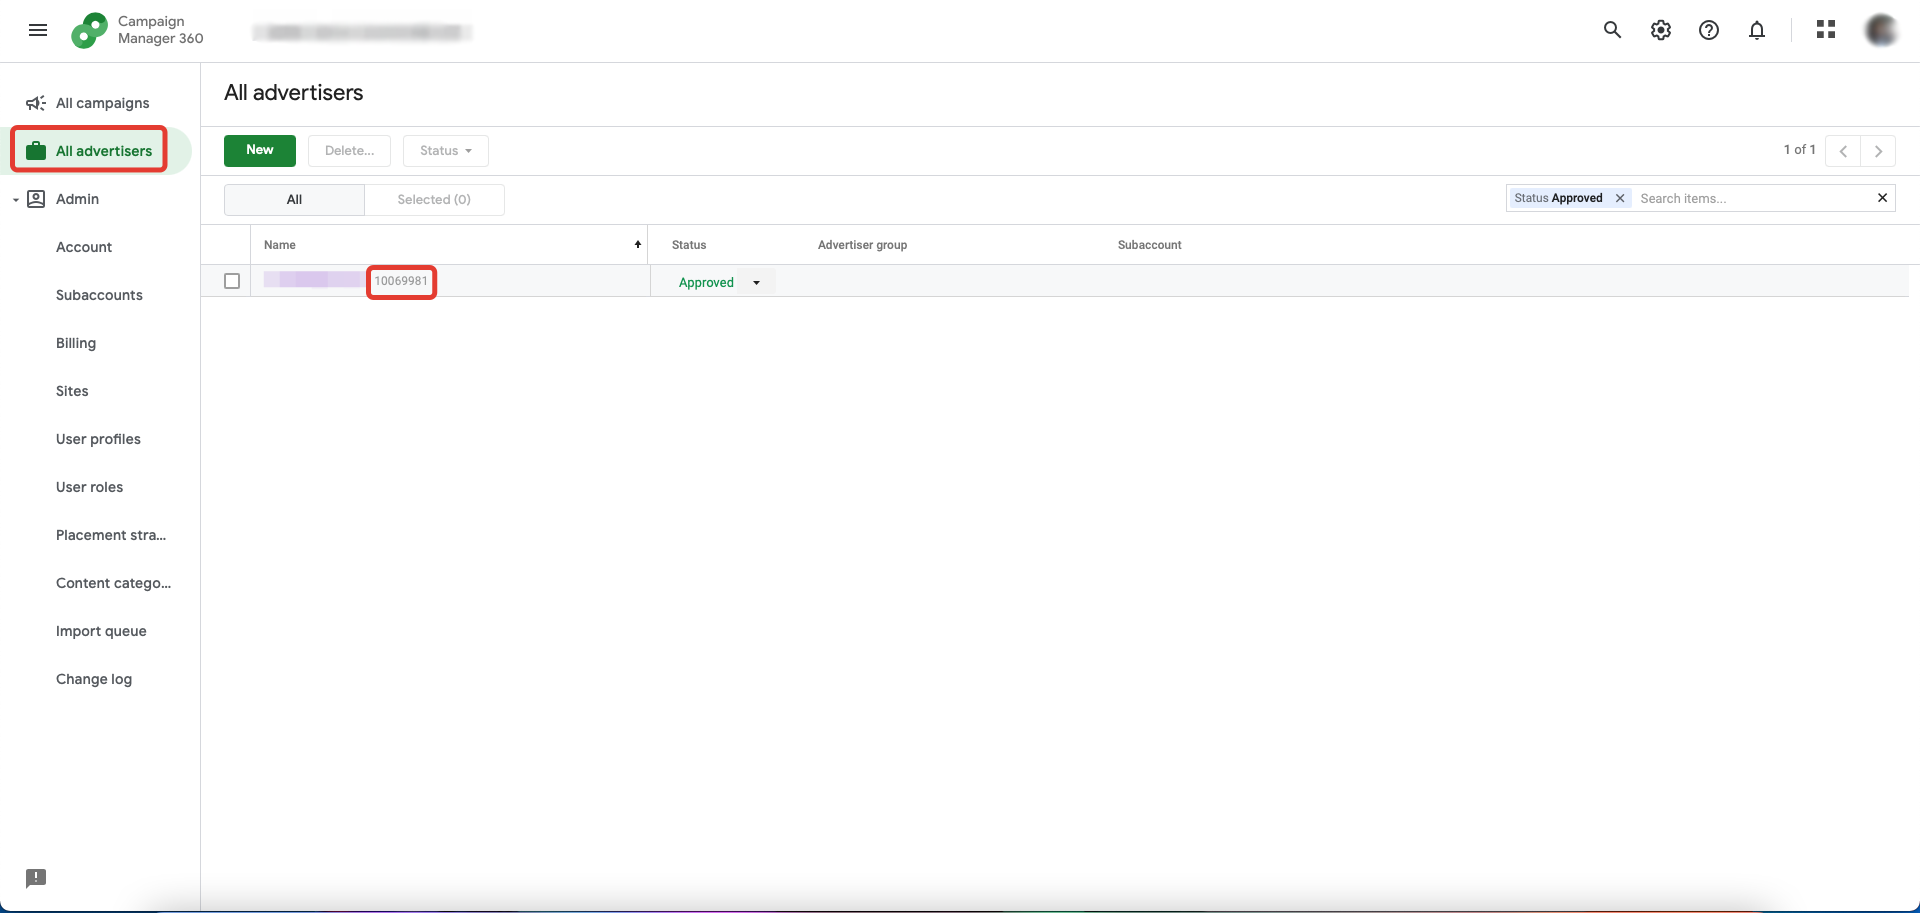 Campaign
Manager 360
All campaigns
All advertisers
Admin
Account
Subaccounts
Billing
Sites
User profiles
User roles
Placement stra...
Content catego...
Import queue
Change log
All advertisers
New
Delete...
Status
1 of 1
All
Selected (0)
Status Approved
Search items...
Name
Status
Advertiser group
Subaccount
10069981
Approved